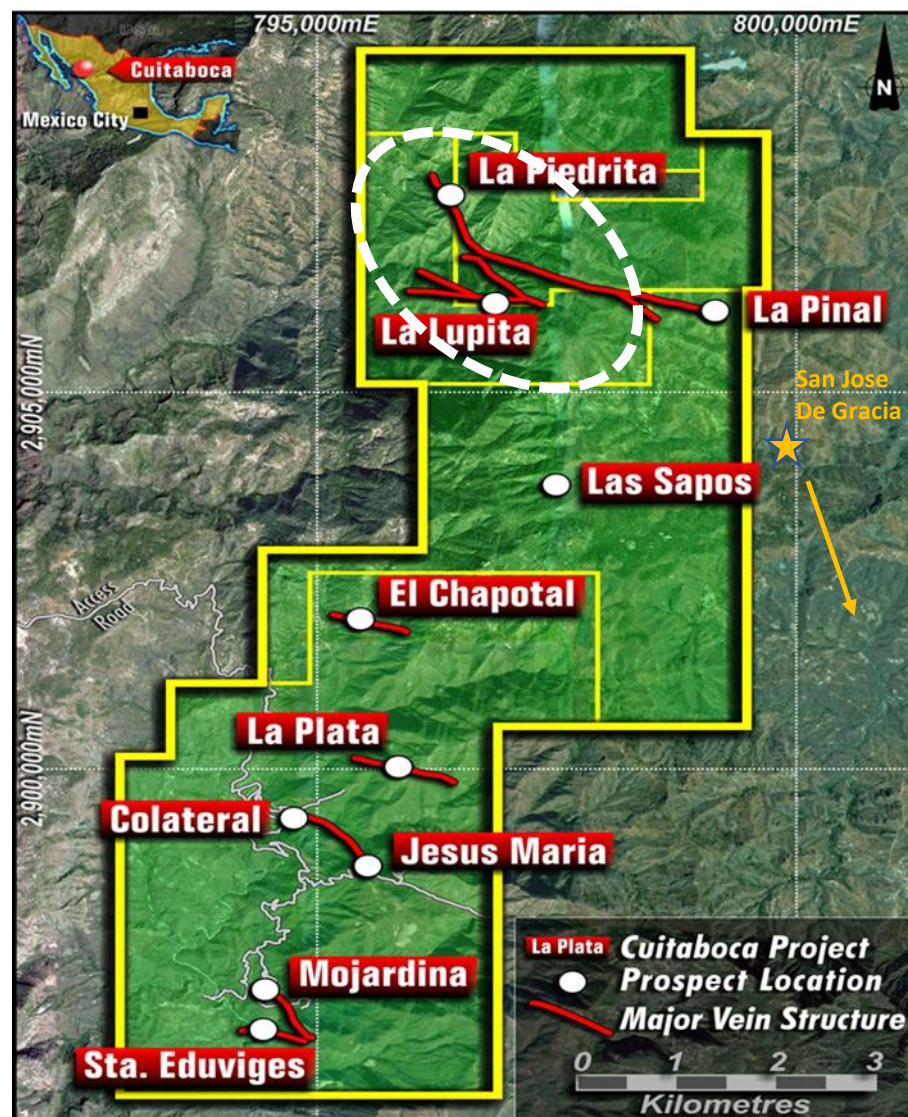 795,000mE
800,000mE
USA
Cuitaboca
Mexico City
N
La Piedrita
La Lupita
La Pinal
2,905,000mN
San Jose
De Gracia
Las Sapos
El Chapotal
Access
Road
La Plata
2,900,000mN
Colateral
Jesus Maria
Mojardina
Sta. Eduviges
La Plata Cuitaboca Project
Prospect Location
Major Vein Structure
0 1 2 3
Kilometres